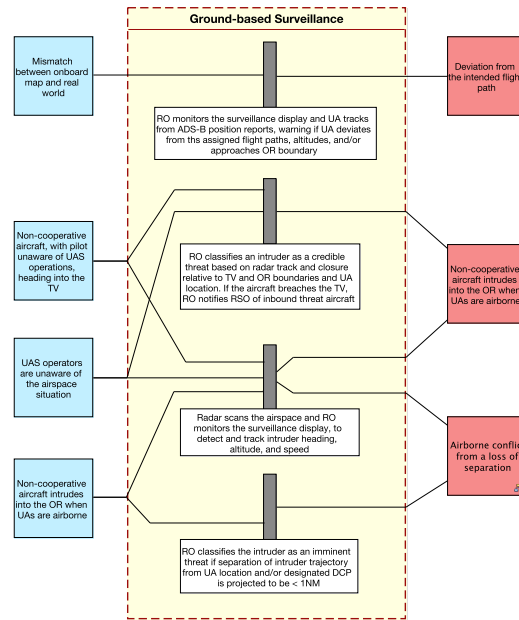 Ground-based Surveillance
Mismatch
between onboard
map and real
world
Deviation from
the intended flight
path
RO monitors the surveillance display and UA tracks
from ADS-B position reports, warning if UA deviates
from ths assigned flight paths, altitudes, and/or
approaches OR boundary
Non-cooperative
aircraft, with pilot
unaware of UAS
operations,
heading into the
TV
RO classifies an intruder as a credible
threat based on radar track and closure
relative to TV and OR boundaries and UA
location. If the aircraft breaches the TV,
RO notifies RSO of inbound threat aircraft
Non-cooperative
aircraft intrudes
into the OR when
UAs are airborne
UAS operators
are unaware of
the airspace
situation
Radar scans the airspace and RO
monitors the surveillance display, to
detect and track intruder heading,
altitude, and speed
Airborne conflict
from a loss of
separation
Non-cooperative
aircraft intrudes
into the OR when
UAs are airborne
RO classifies the intruder as an imminent
threat if separation of intruder trajectory
from UA location and/or designated DCP
is projected to be < 1NM